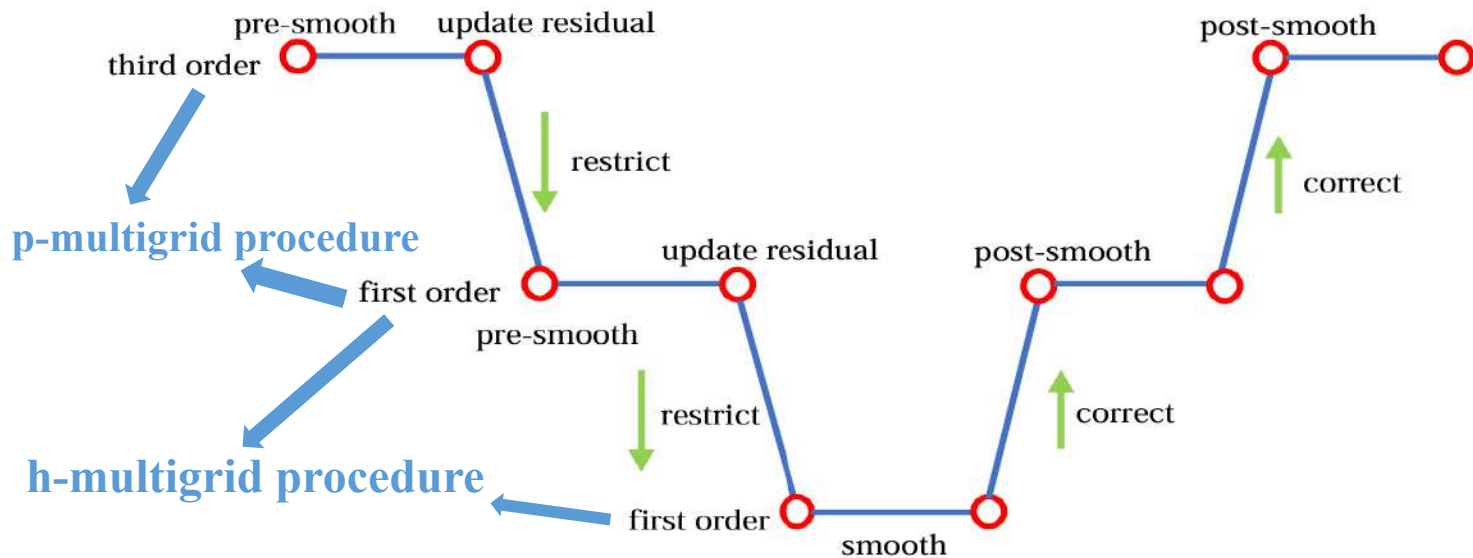 pre-smooth
update residual
post-smooth
third order
restrict
correct
p-multigrid procedure
update residual
post-smooth
first order
pre-smooth
restrict
correct
h-multigrid procedure
first order
smooth